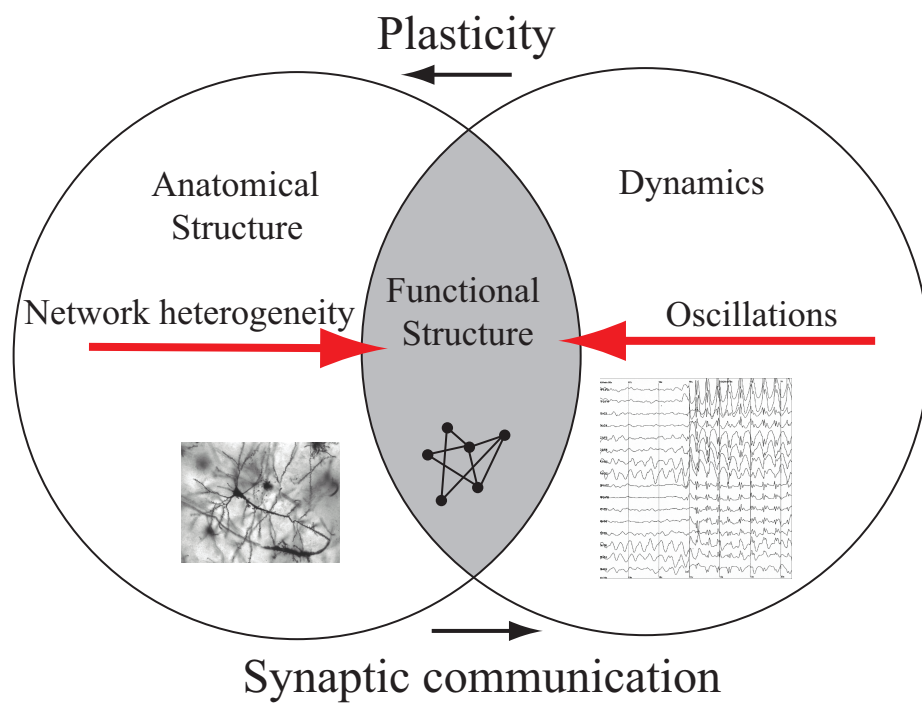 Plasticity
Anatomical
Structure
Dynamics
Network heterogeneity
Functional
Structure
Oscillations
Synaptic communication